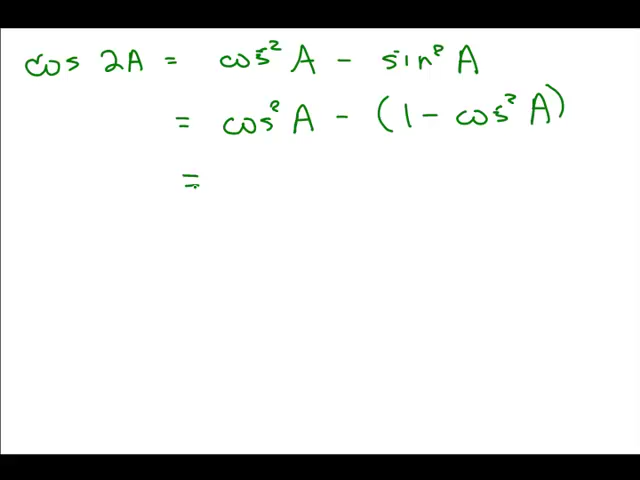 cos 2A = cos² A - sin² A
= cos² A - (1 - cos² A)
=